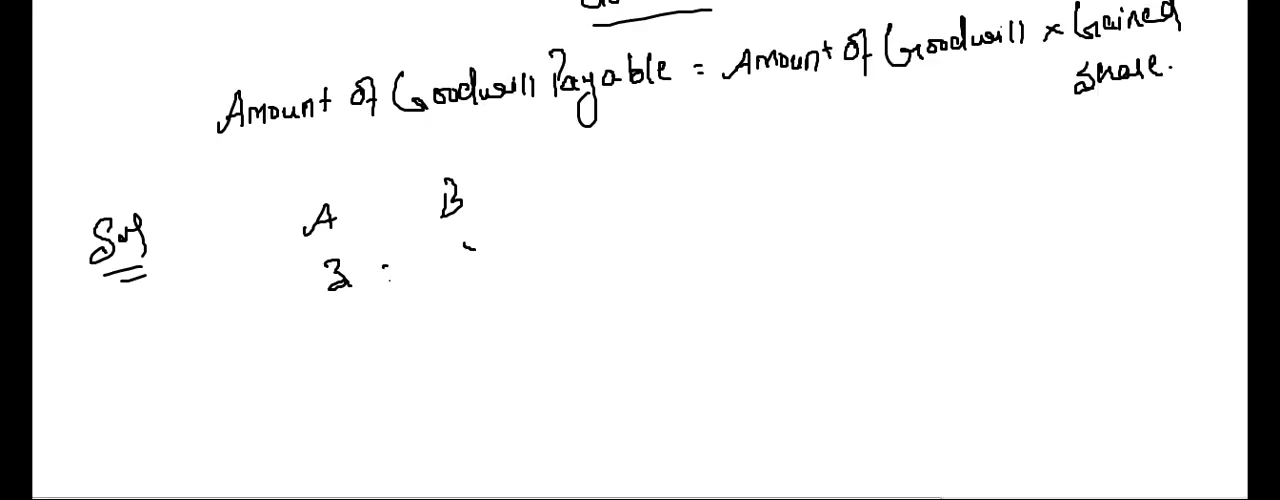 Amount of Goodwill Payable = Amount of Goodwill × Gained
share.
Sol A B
3 :